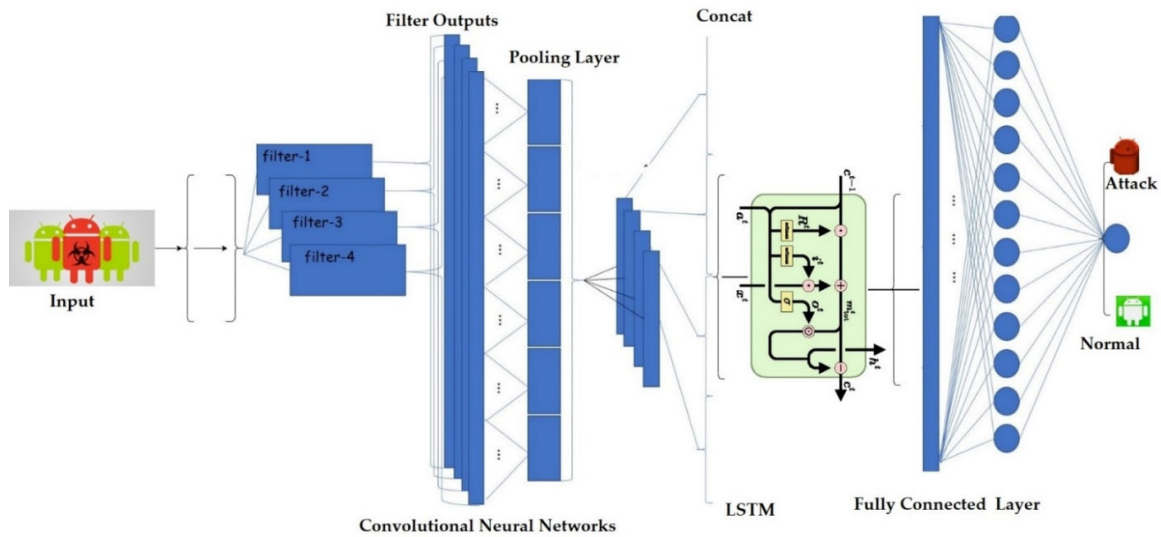 Concat
Filter Outputs
Pooling Layer
filter-1
filter-2
filter-3
filter-4
...
...
...
...
...
...
...
...
Input
Attack
Normal
σ
LSTM
Fully Connected Layer
Convolutional Neural Networks